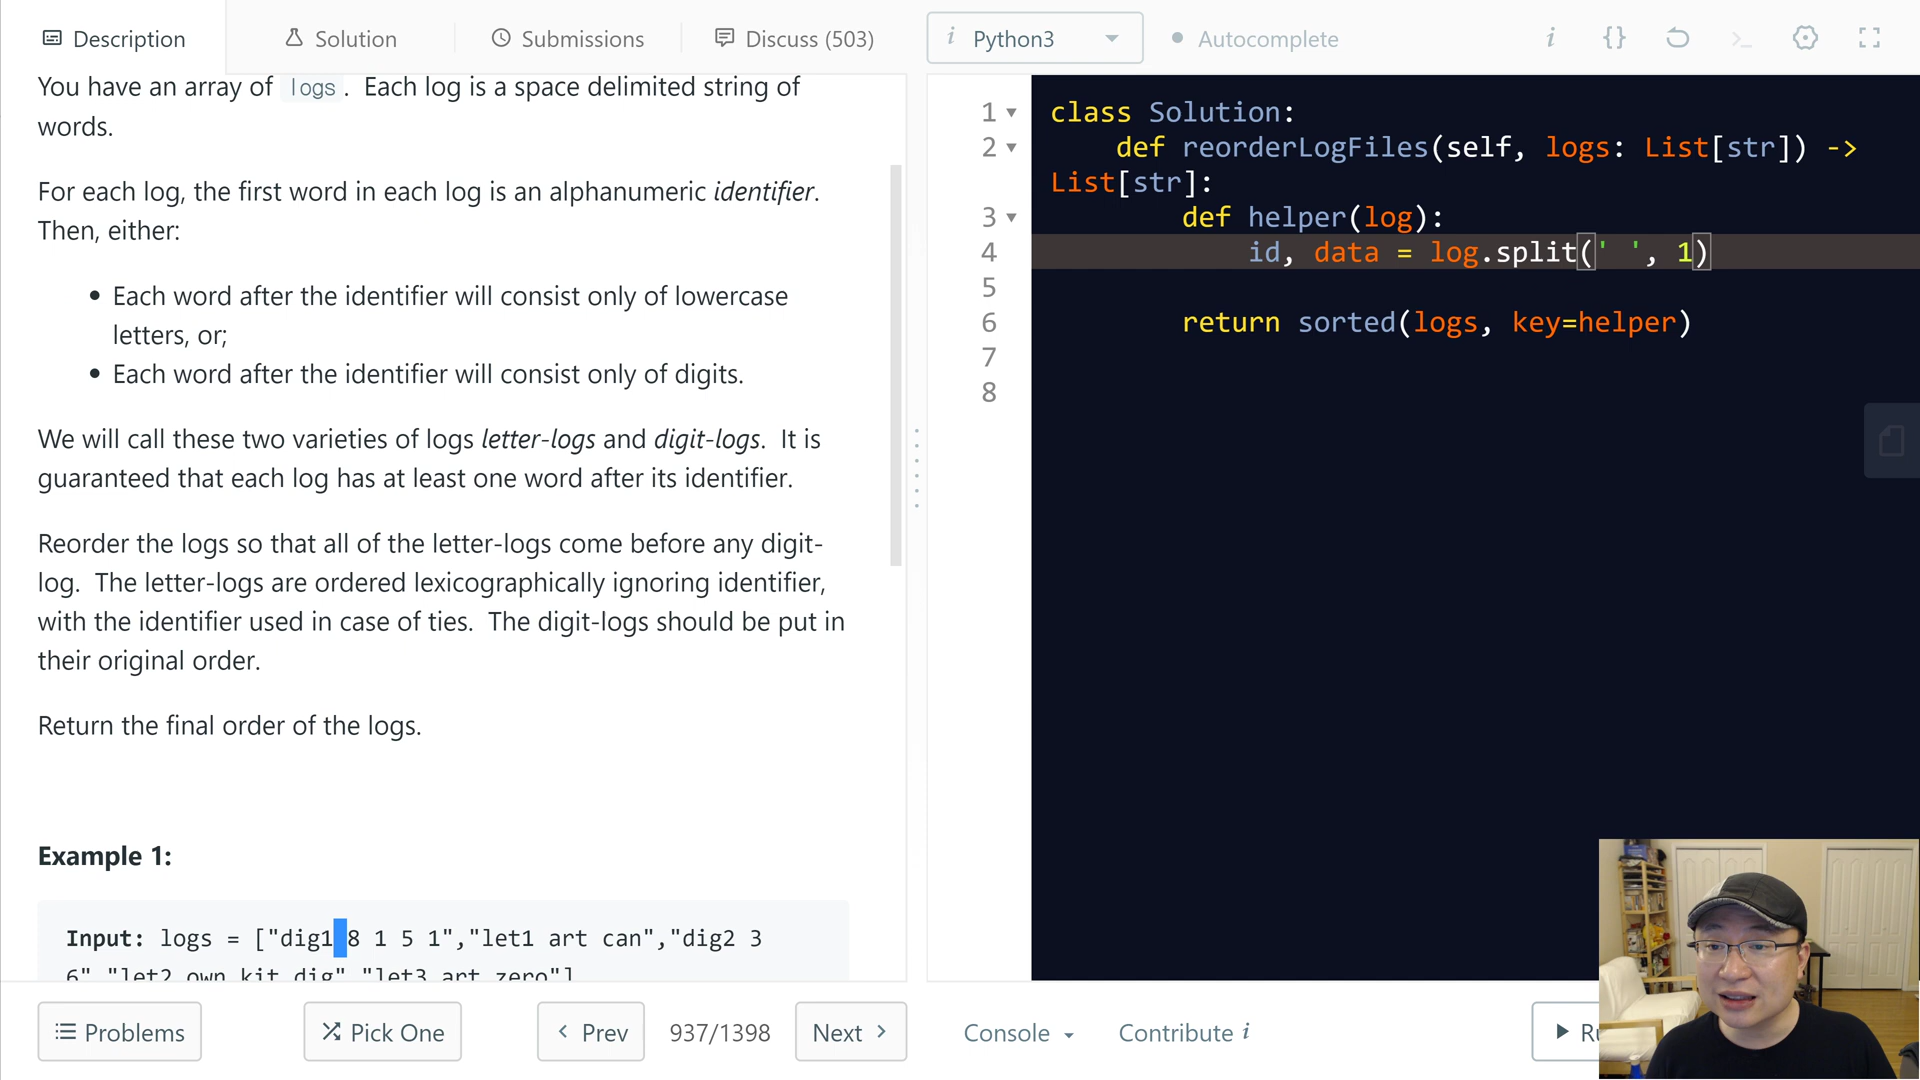 Description
Solution
Submissions
Discuss (503)
i Python3
Autocomplete
i {}
You have an array of logs. Each log is a space delimited string of
words.
For each log, the first word in each log is an alphanumeric identifier.
Then, either:
• Each word after the identifier will consist only of lowercase
letters, or;
• Each word after the identifier will consist only of digits.
We will call these two varieties of logs letter-logs and digit-logs. It is
guaranteed that each log has at least one word after its identifier.
Reorder the logs so that all of the letter-logs come before any digit-
log. The letter-logs are ordered lexicographically ignoring identifier,
with the identifier used in case of ties. The digit-logs should be put in
their original order.
Return the final order of the logs.
Example 1:
Input: logs = ["dig1 8 1 5 1","let1 art can","dig2 3
6","let2 own kit dig","let3 art zero"]
1 class Solution:
2 def reorderLogFiles(self, logs: List[str]) ->
List[str]:
3 def helper(log):
4 id, data = log.split(' ', 1)
5
6 return sorted(logs, key=helper)
7
8
Problems
Pick One
< Prev
937/1398
Next >
Console
Contribute i